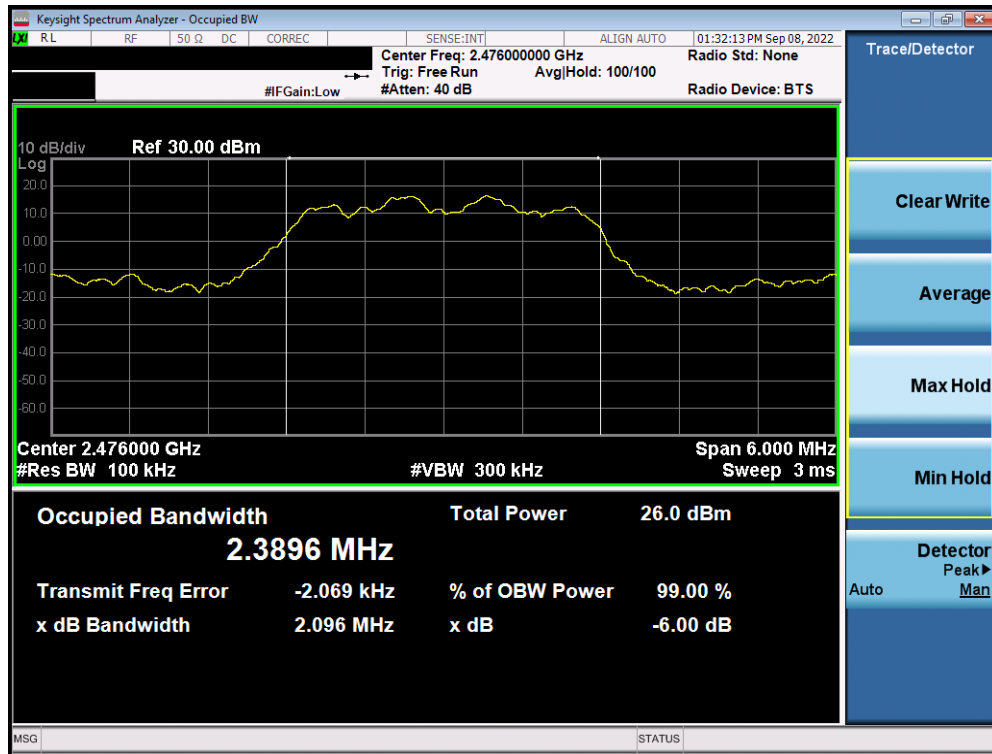 Keysight Spectrum Analyzer - Occupied BW
LXI RL RF 50 Ω DC CORREC SENSE:INT ALIGN AUTO 01:32:13 PM Sep 08, 2022
Center Freq: 2.476000000 GHz Radio Std: None
Trig: Free Run Avg|Hold: 100/100
#IFGain:Low #Atten: 40 dB Radio Device: BTS
10 dB/div Ref 30.00 dBm
Log
20.0
10.0
0.00
-10.0
-20.0
-30.0
-40.0
-50.0
-60.0
Center 2.476000 GHz Span 6.000 MHz
#Res BW 100 kHz #VBW 300 kHz Sweep 3 ms
Occupied Bandwidth Total Power 26.0 dBm
2.3896 MHz
Transmit Freq Error -2.069 kHz % of OBW Power 99.00 %
x dB Bandwidth 2.096 MHz x dB -6.00 dB
MSG STATUS
Trace/Detector
Clear Write
Average
Max Hold
Min Hold
Detector
Peak▶
Auto Man